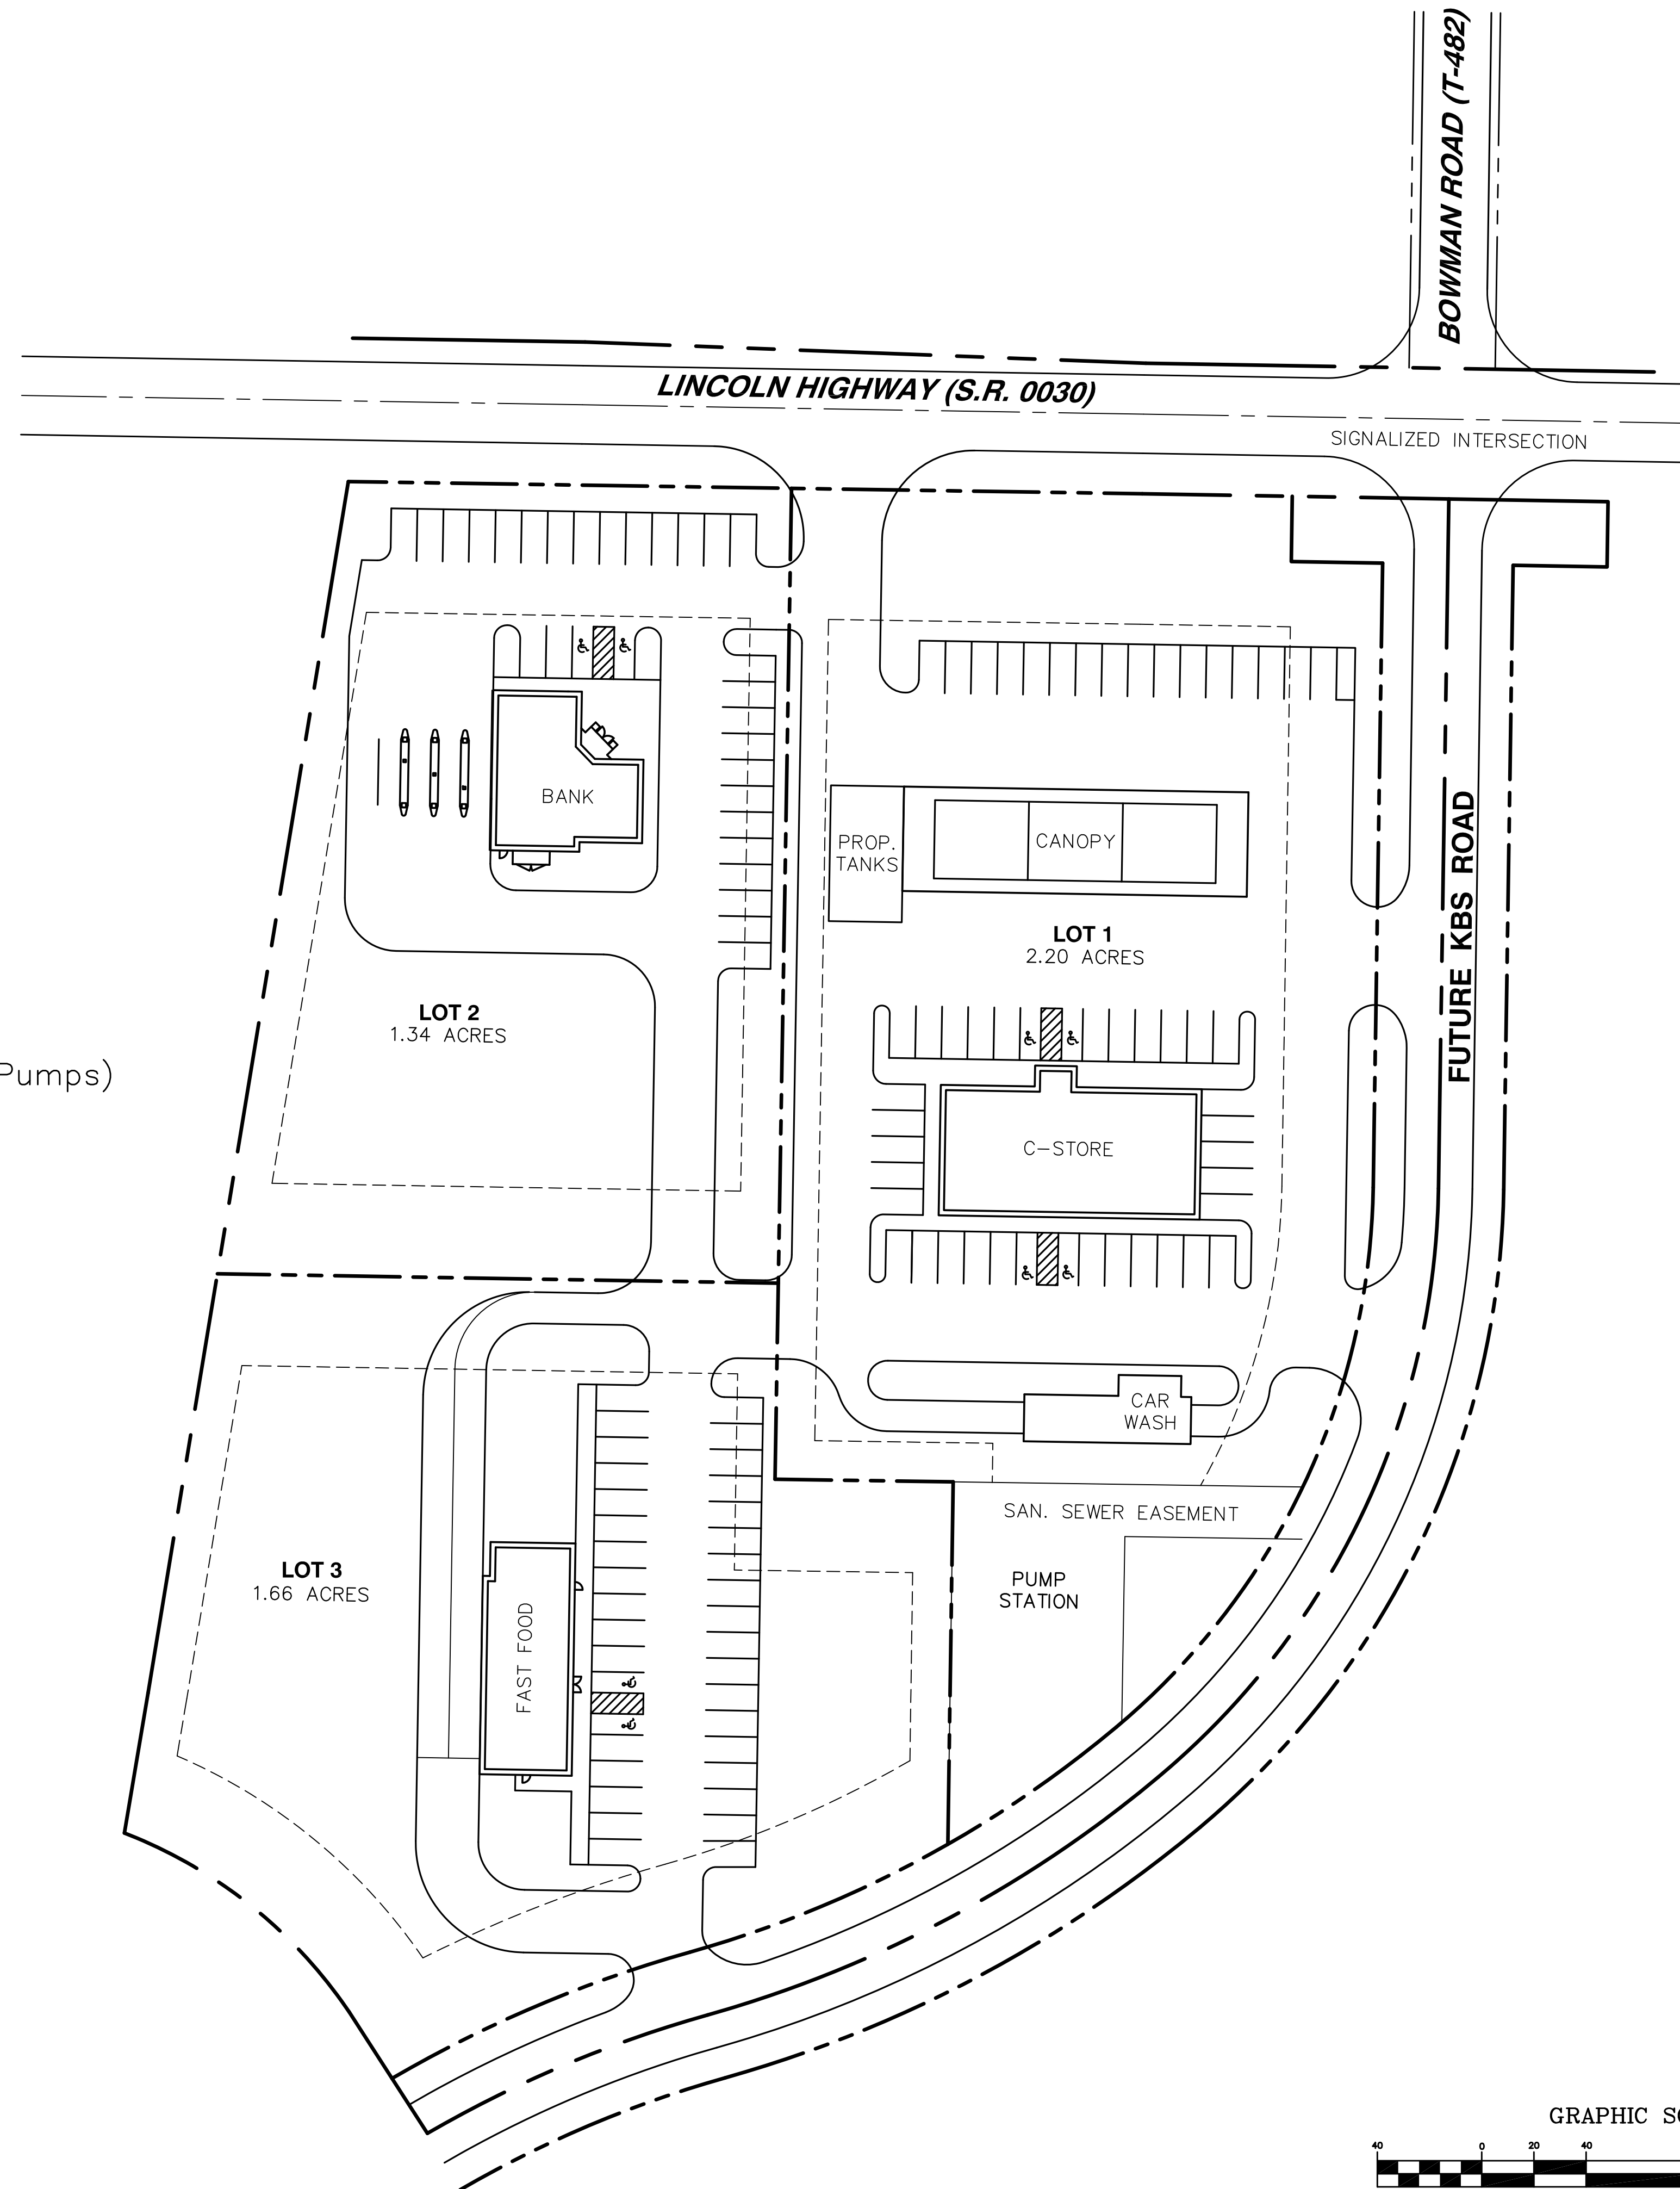 BOWMAN ROAD (T-482)
LINCOLN HIGHWAY (S.R. 0030)
SIGNALIZED INTERSECTION
BANK
PROP.
TANKS
CANOPY
LOT 1
2.20 ACRES
FUTURE KBS ROAD
LOT 2
1.34 ACRES
Pumps)
C-STORE
CAR
WASH
SAN. SEWER EASEMENT
LOT 3
1.66 ACRES
PUMP
STATION
FAST FOOD
GRAPHIC
40 0 20 40